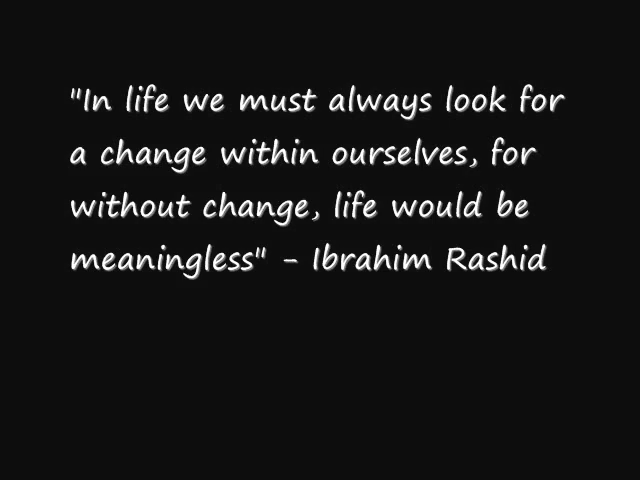 "In life we must always look for
a change within ourselves, for
without change, life would be
meaningless" - Ibrahim Rashid